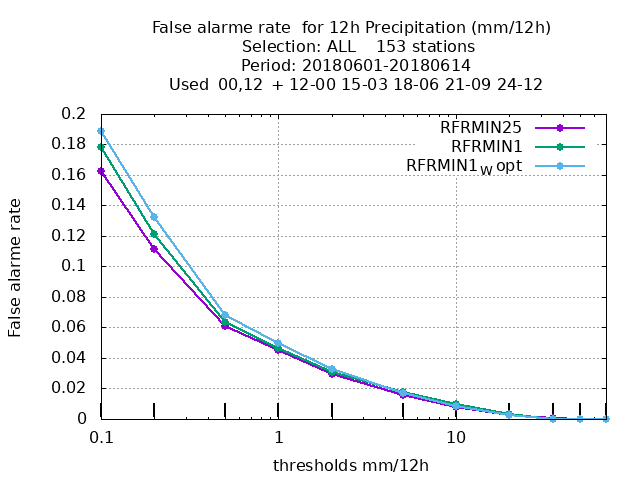 False alarme rate  for 12h Precipitation (mm/12h)
Selection: ALL    153 stations
Period: 20180601-20180614
Used  00,12  + 12-00 15-03 18-06 21-09 24-12
RFRMIN25
RFRMIN1
RFRMIN1W opt
False alarme rate
0.2
0.18
0.16
0.14
0.12
0.1
0.08
0.06
0.04
0.02
0
0.1
1
10
thresholds mm/12h